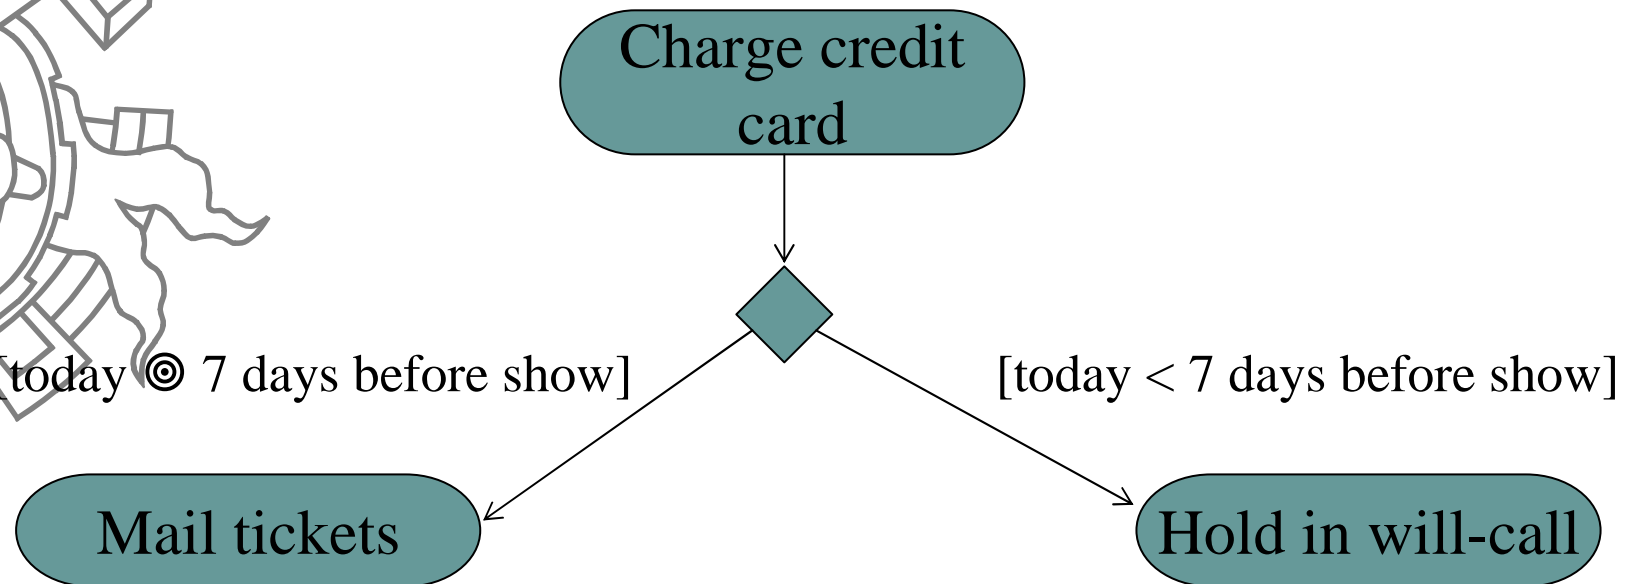 Charge credit
card
[today ⌾ 7 days before show]
[today < 7 days before show]
Mail tickets
Hold in will-call